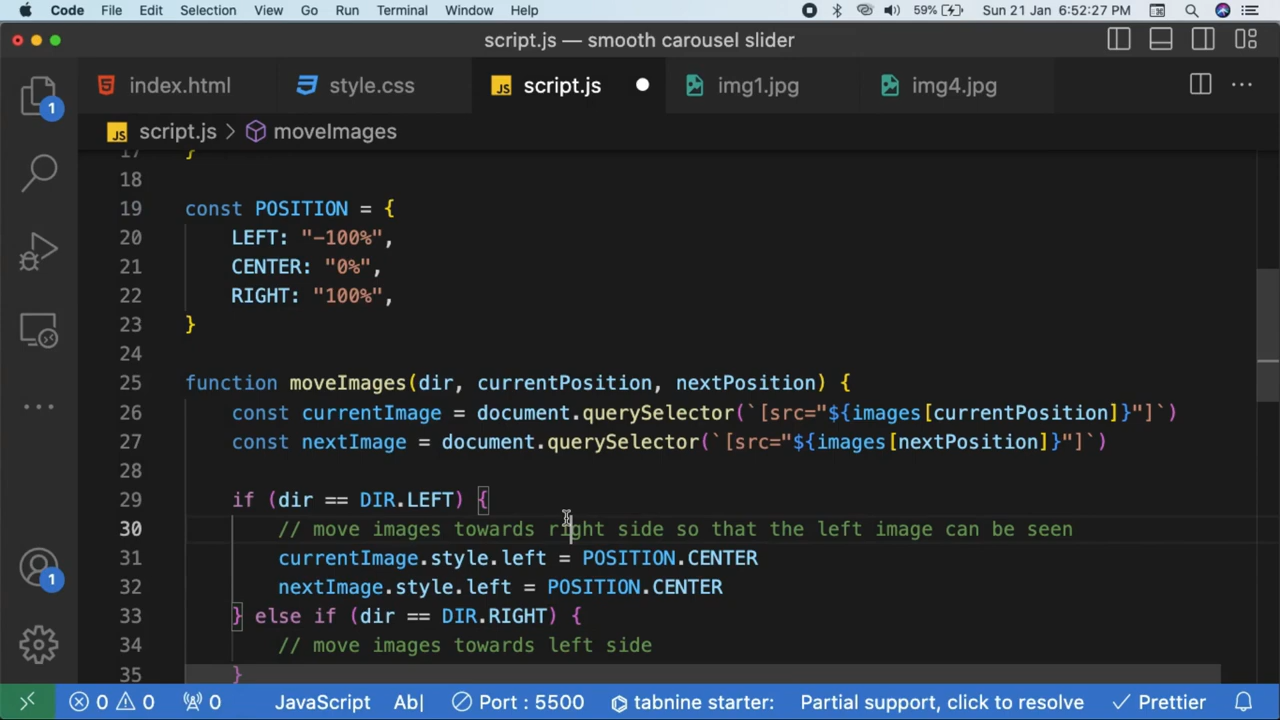 Code File Edit Selection View Go Run Terminal Window Help 59% Sun 21 Jan 6:52:27 PM
script.js — smooth carousel slider
index.html style.css JS script.js img1.jpg img4.jpg
JS script.js > moveImages
17 }
18
19 const POSITION = {
20 LEFT: "-100%",
21 CENTER: "0%",
22 RIGHT: "100%",
23 }
24
25 function moveImages(dir, currentPosition, nextPosition) {
26 const currentImage = document.querySelector(`[src="${images[currentPosition]}"]`)
27 const nextImage = document.querySelector(`[src="${images[nextPosition]}"]`)
28
29 if (dir == DIR.LEFT) {
30 // move images towards right side so that the left image can be seen
31 currentImage.style.left = POSITION.CENTER
32 nextImage.style.left = POSITION.CENTER
33 } else if (dir == DIR.RIGHT) {
34 // move images towards left side
35 }
1
1
0 0 0 JavaScript Ab| Port : 5500 tabnine starter: Partial support, click to resolve Prettier